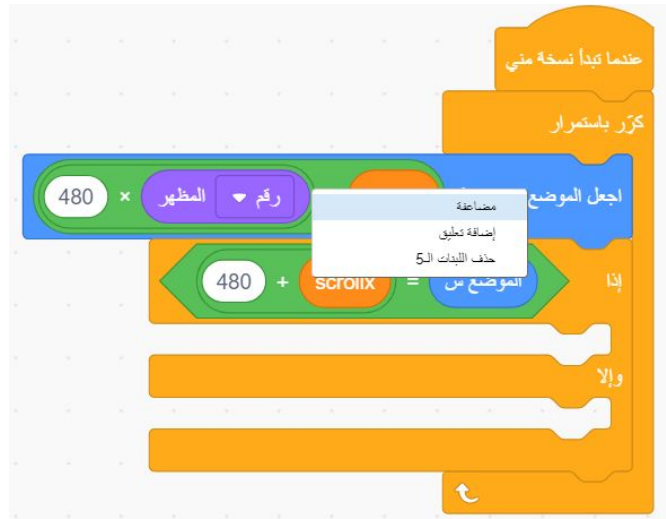 عندما تبدأ نسخة مني
كرّر باستمرار
اجعل الموضع رقم المظهر × 480
مضاعفة
إضافة تعليق
حذف اللبنات الـ5
إذا الموضع س = scrollx + 480
وإلا